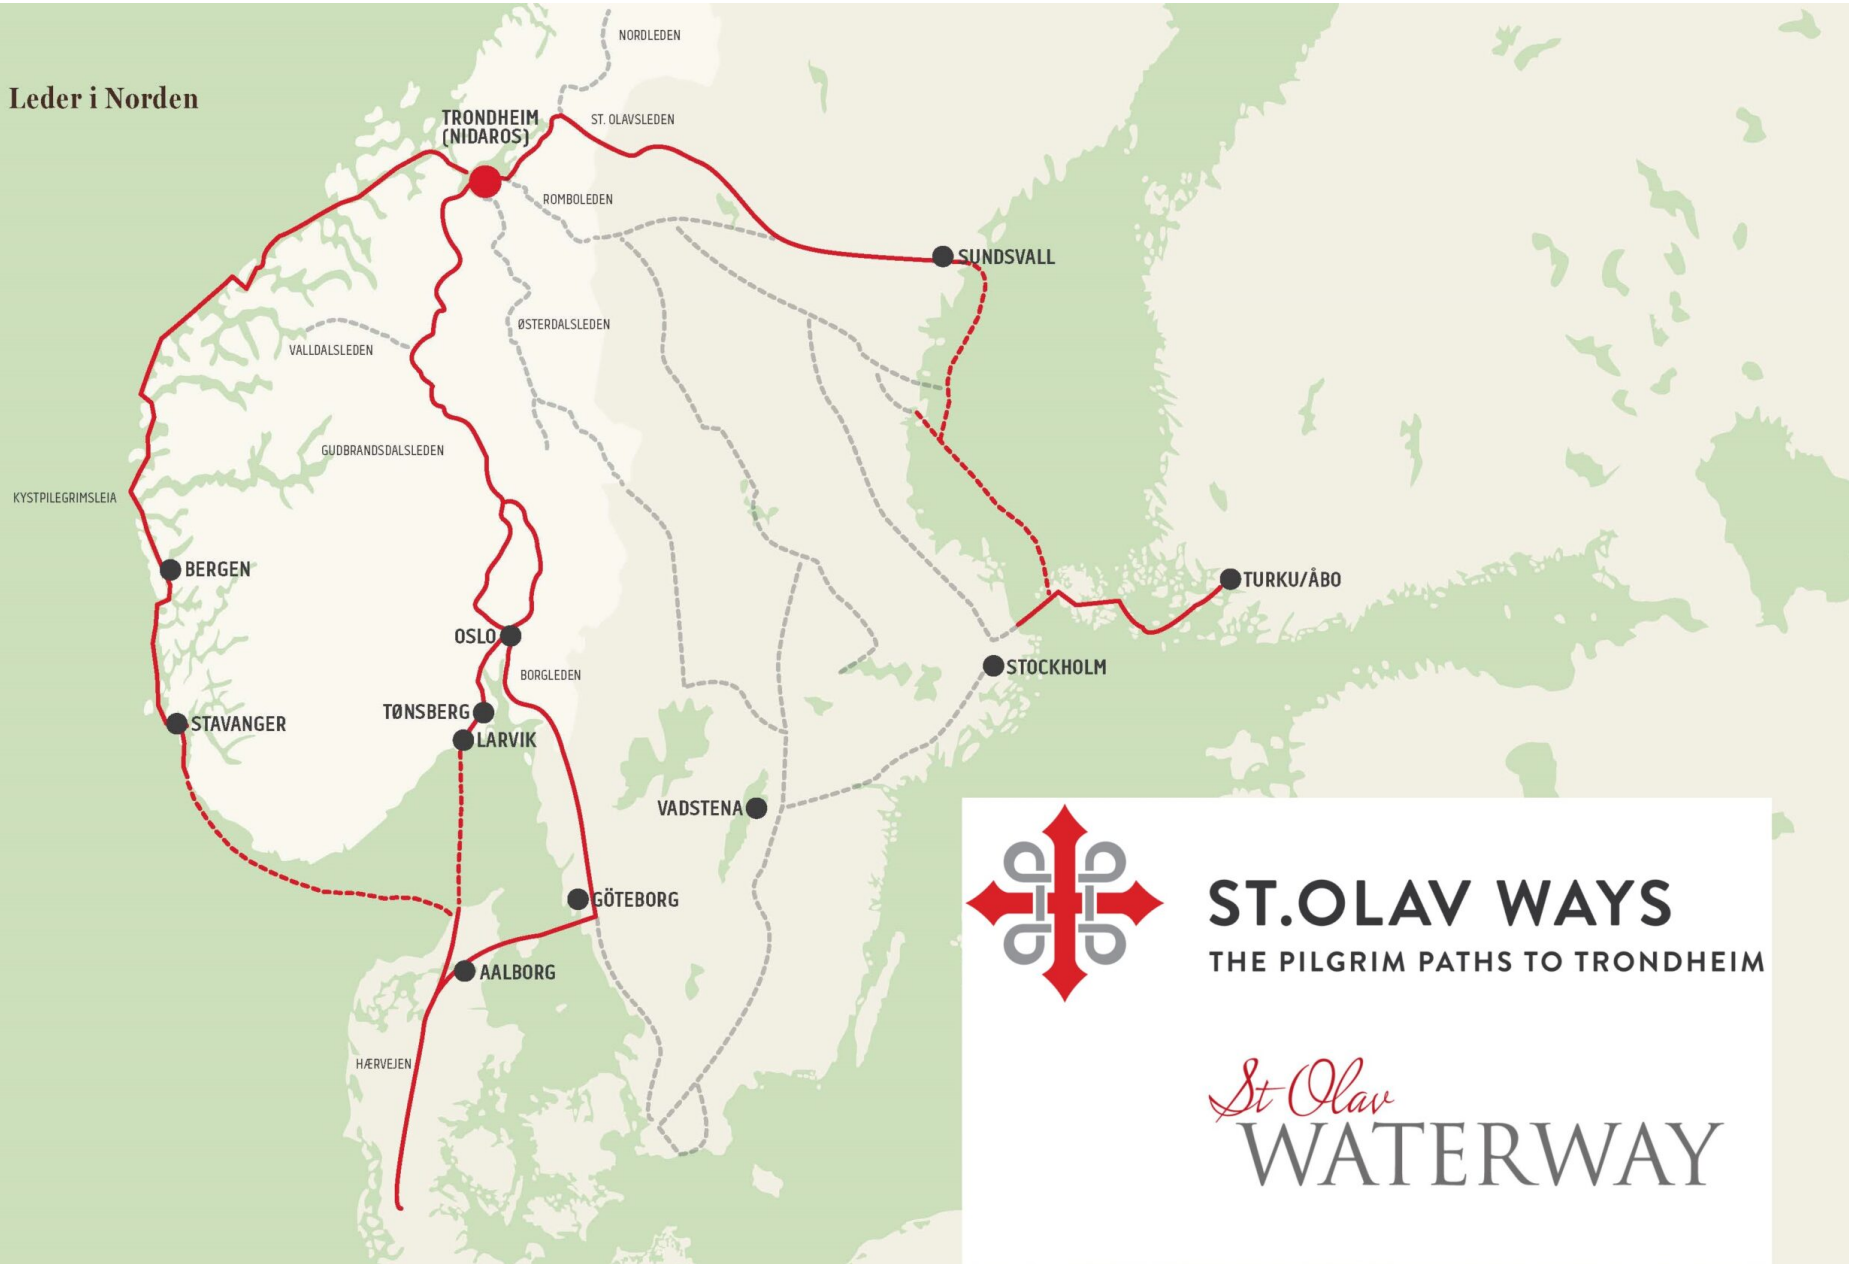 NORDLEDEN
Leder i Norden
TRONDHEIM
(NIDAROS)
ST. OLAVSLEDEN
ROMBOLEDEN
SUNDSVALL
ØSTERDALSLEDEN
VALLDALSLEDEN
GUDBRANDSDALSLEDEN
KYSTPILEGRIMSLEIA
BERGEN
TURKU/ÅBO
OSLO
STOCKHOLM
BORGLEDEN
TØNSBERG
STAVANGER
LARVIK
VADSTENA
GÖTEBORG
AALBORG
HÆRVEJEN
ST.OLAV WAYS
THE PILGRIM PATHS TO TRONDHEIM
St Olav
WATERWAY